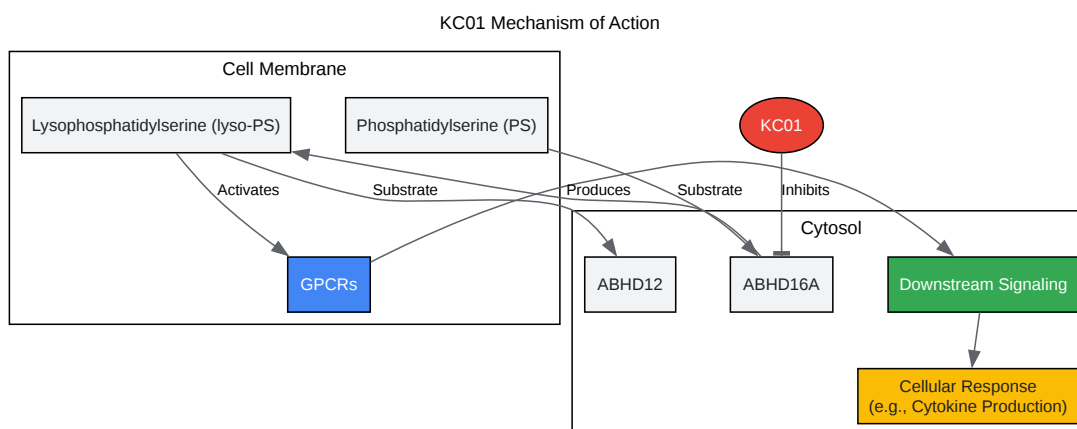 KC01 Mechanism of Action
Cell Membrane
Lysophosphatidylserine (lyso-PS)
Phosphatidylserine (PS)
KC01
Activates
Substrate
Produces
Substrate
Inhibits
Cytosol
GPCRs
ABHD12
ABHD16A
Downstream Signaling
Cellular Response
(e.g., Cytokine Production)